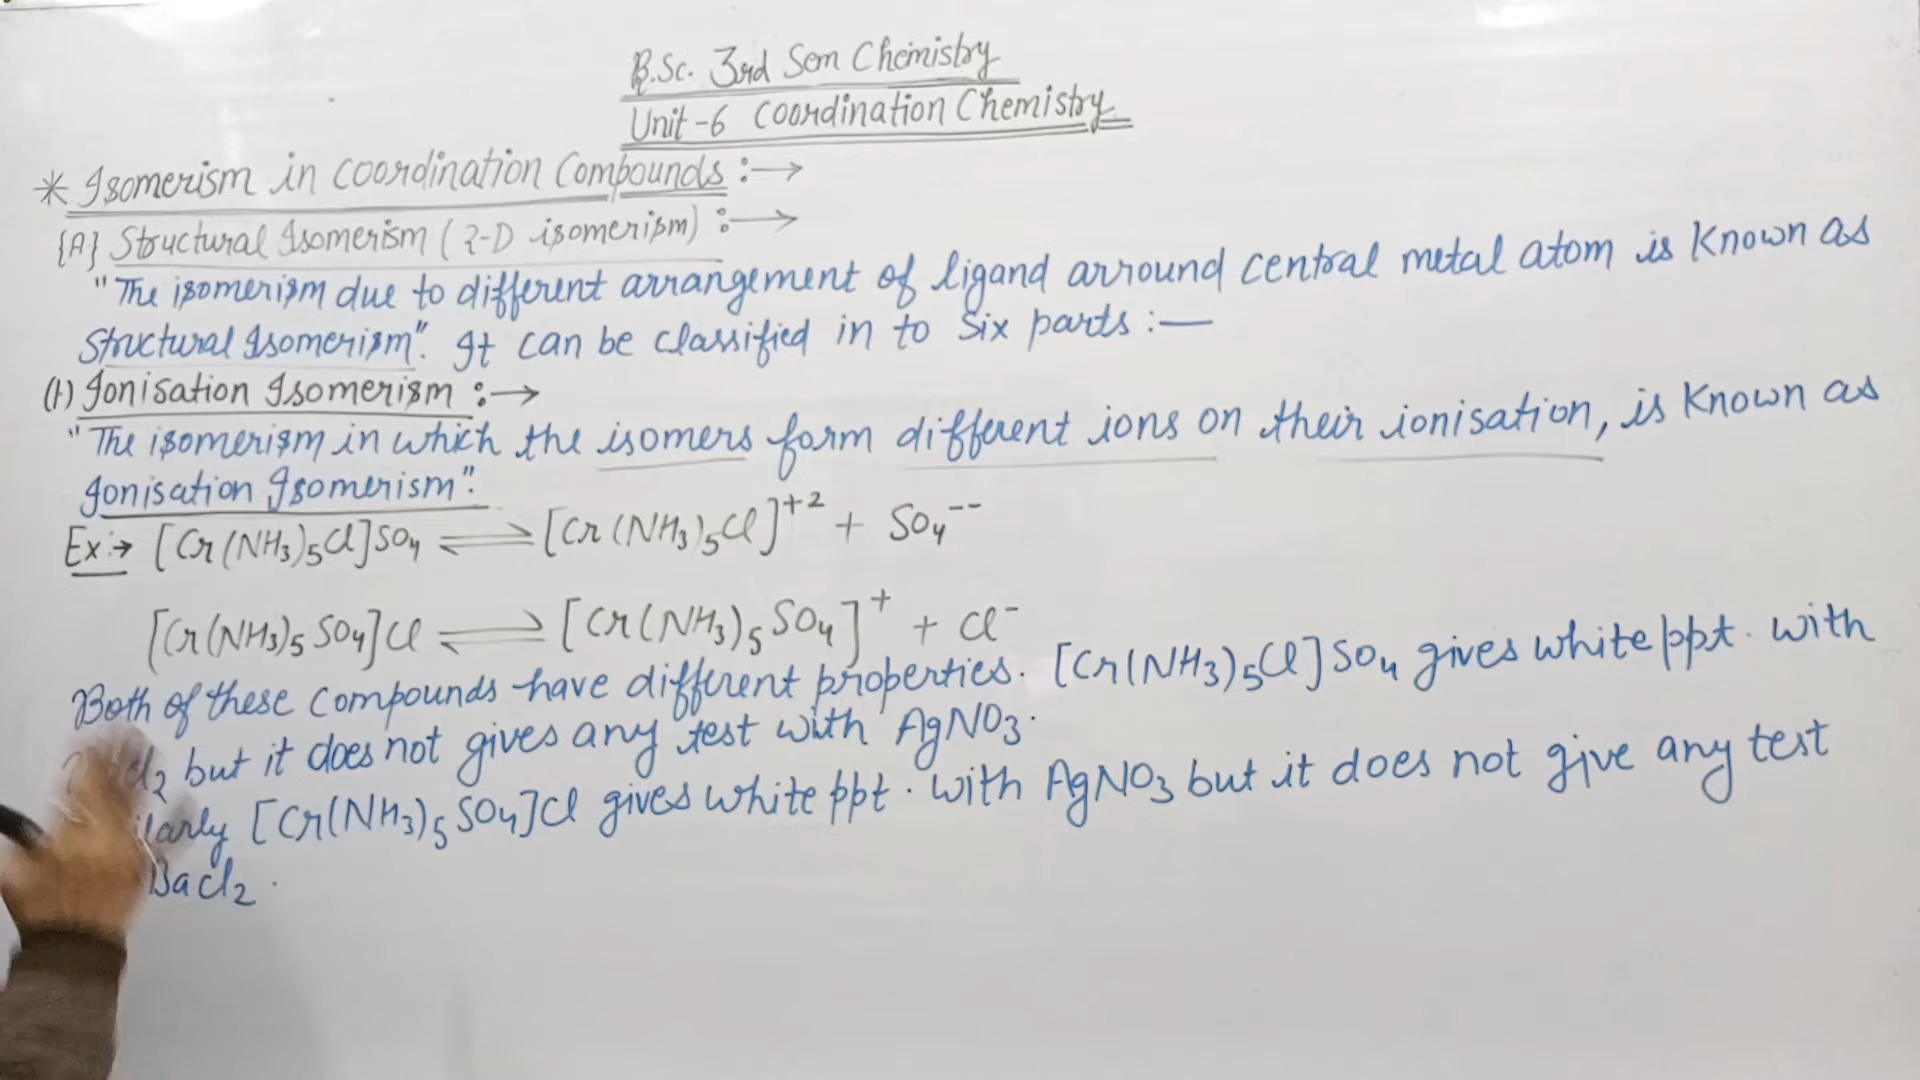 B.Sc. 3rd Sem Chemistry
Unit-6 Coordination Chemistry
* Isomerism in Coordination Compounds :→
{A} Structural Isomerism (2-D isomerism) :→
"The isomerism due to different arrangement of ligand arround central metal atom is Known as
Structural Isomerism". It can be classified in to Six parts :—
(1) Ionisation Isomerism :→
"The isomerism in which the isomers form different ions on their ionisation, is Known as
Ionisation Isomerism".
Ex:→ [Cr(NH₃)₅Cl]SO₄ ⇌ [Cr(NH₃)₅Cl]⁺² + SO₄⁻⁻
[Cr(NH₃)₅SO₄]Cl ⇌ [Cr(NH₃)₅SO₄]⁺ + Cl⁻
Both of these compounds have different properties. [Cr(NH₃)₅Cl]SO₄ gives white ppt. with
but it does not gives any test with AgNO₃.
[Cr(NH₃)₅SO₄]Cl gives white ppt. with AgNO₃ but it does not give any test
BaCl₂.